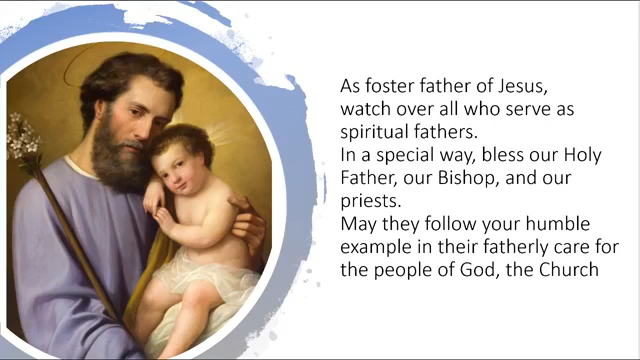 As foster father of Jesus,
watch over all who serve as
spiritual fathers.
In a special way, bless our Holy
Father, our Bishop, and our
priests.
May they follow your humble
example in their fatherly care for
the people of God, the Church